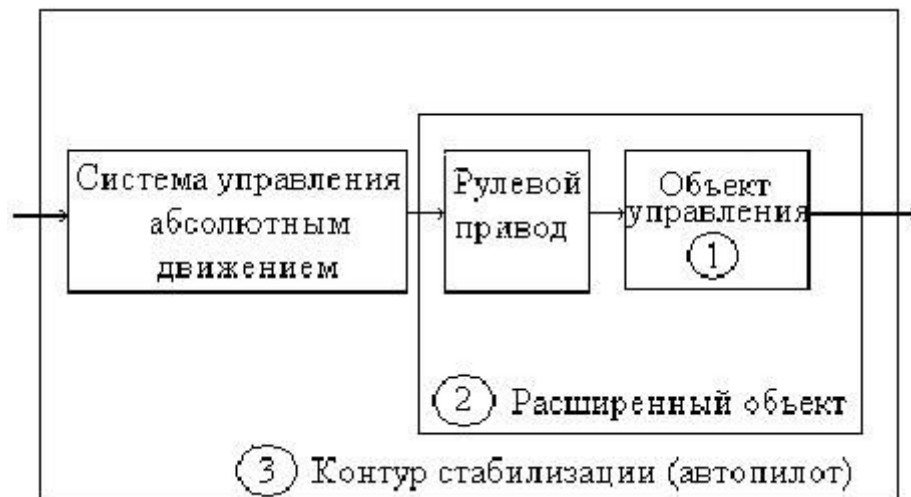 Система управления
абсолютным
движением
Рулевой
привод
Объект
управления
1
2 Расширенный объект
3 Контур стабилизации (автопилот)